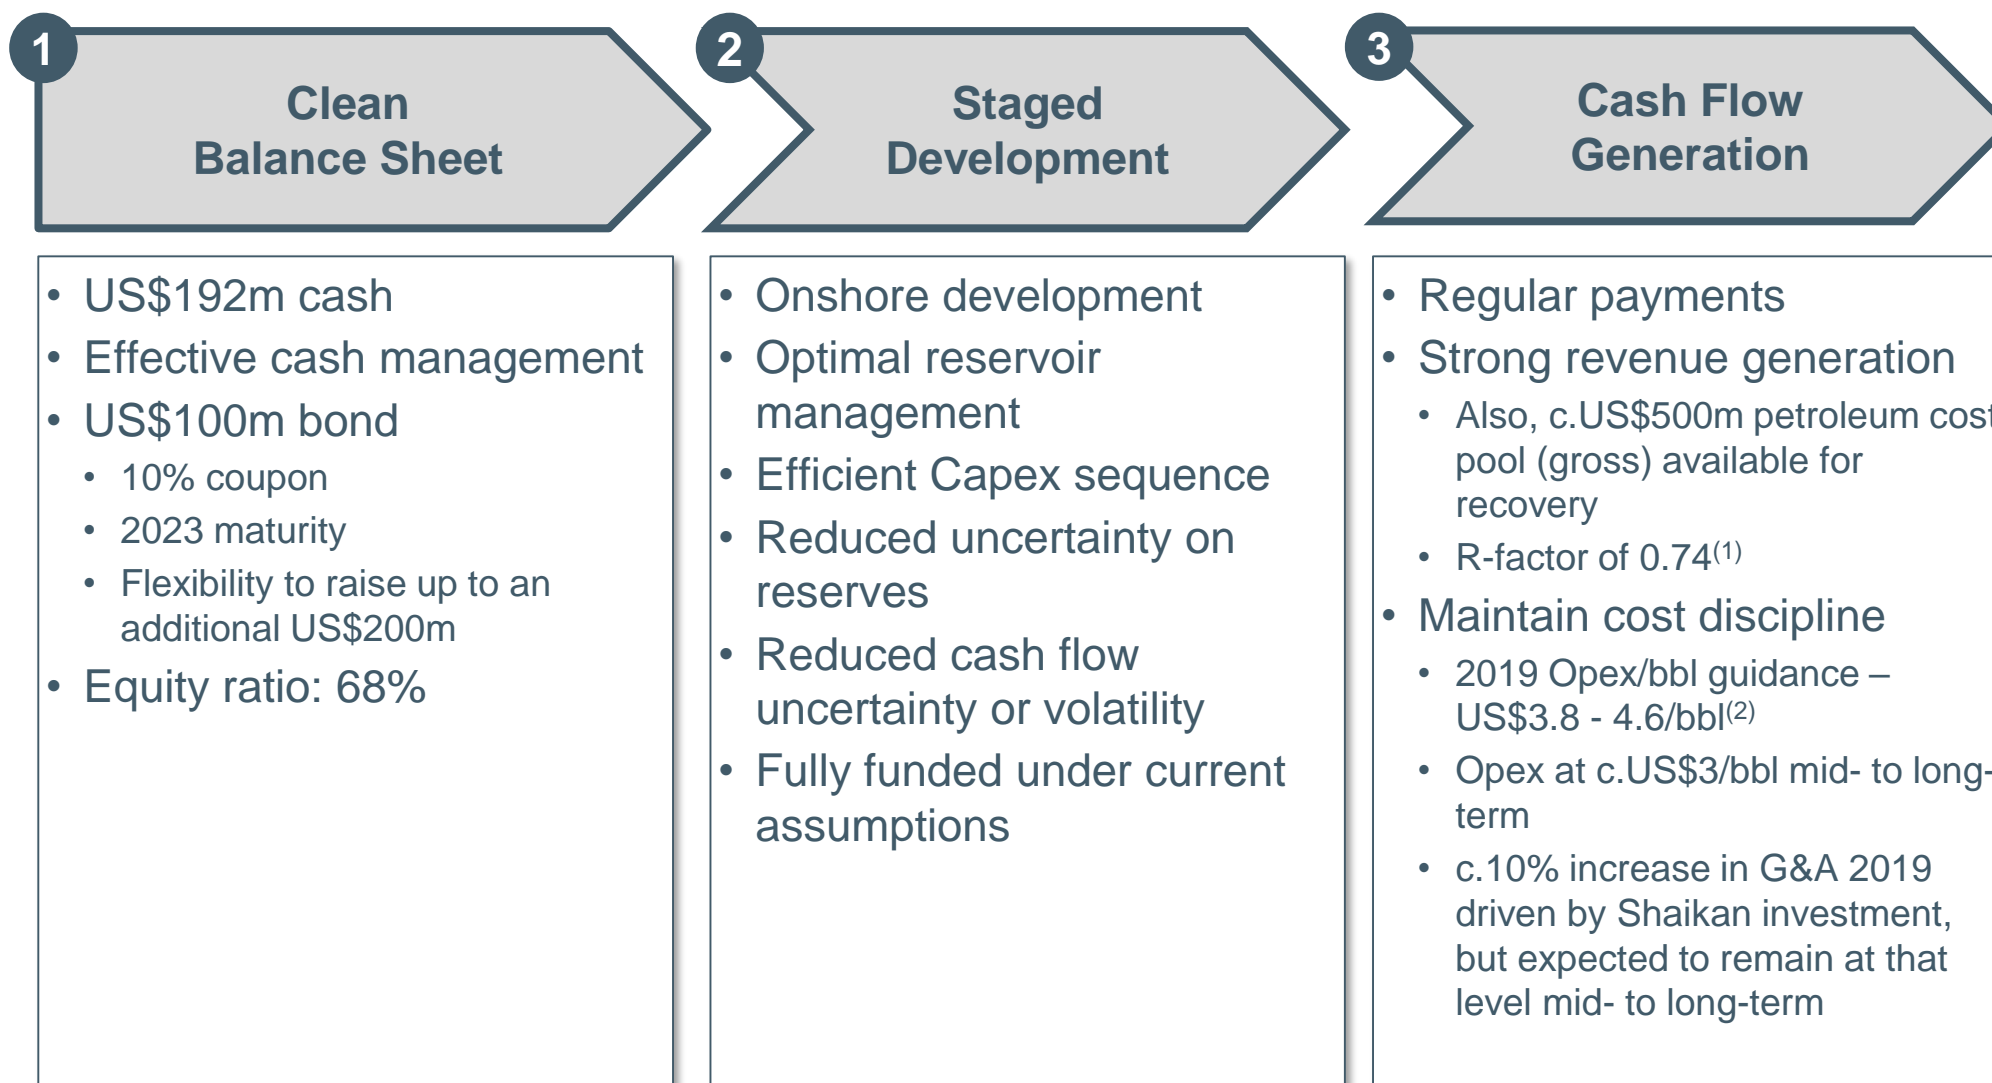 1
Clean
Balance Sheet
• US$192m cash
• Effective cash management
• US$100m bond
• 10% coupon
• 2023 maturity
• Flexibility to raise up to an
additional US$200m
• Equity ratio: 68%
2
Staged
Development
• Onshore development
• Optimal reservoir
management
• Efficient Capex sequence
• Reduced uncertainty on
reserves
• Reduced cash flow
uncertainty or volatility
• Fully funded under current
assumptions
3
Cash Flow
Generation
• Regular payments
• Strong revenue generation
• Also, c.US$500m petroleum cost
pool (gross) available for
recovery
• R-factor of 0.74(1)
• Maintain cost discipline
• 2019 Opex/bbl guidance –
US$3.8 - 4.6/bbl(2)
• Opex at c.US$3/bbl mid- to long-
term
• c.10% increase in G&A 2019
driven by Shaikan investment,
but expected to remain at that
level mid- to long-term